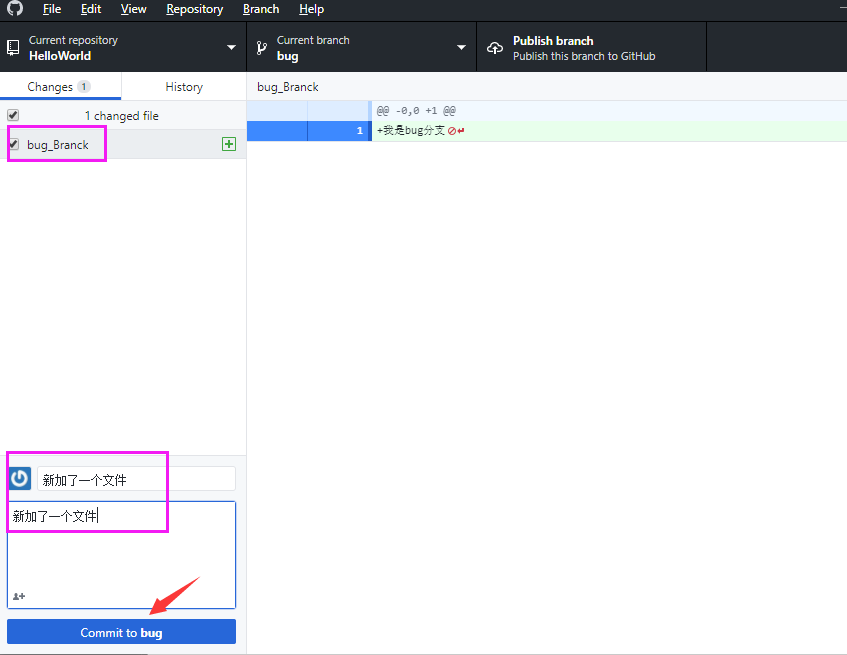 File Edit View Repository Branch Help
Current repository
HelloWorld
Current branch
bug
Publish branch
Publish this branch to GitHub
Changes 1 History
bug_Branck
1 changed file
@@ -0,0 +1 @@
bug_Branck
1 +我是bug分支
新加了一个文件
新加了一个文件
Commit to bug